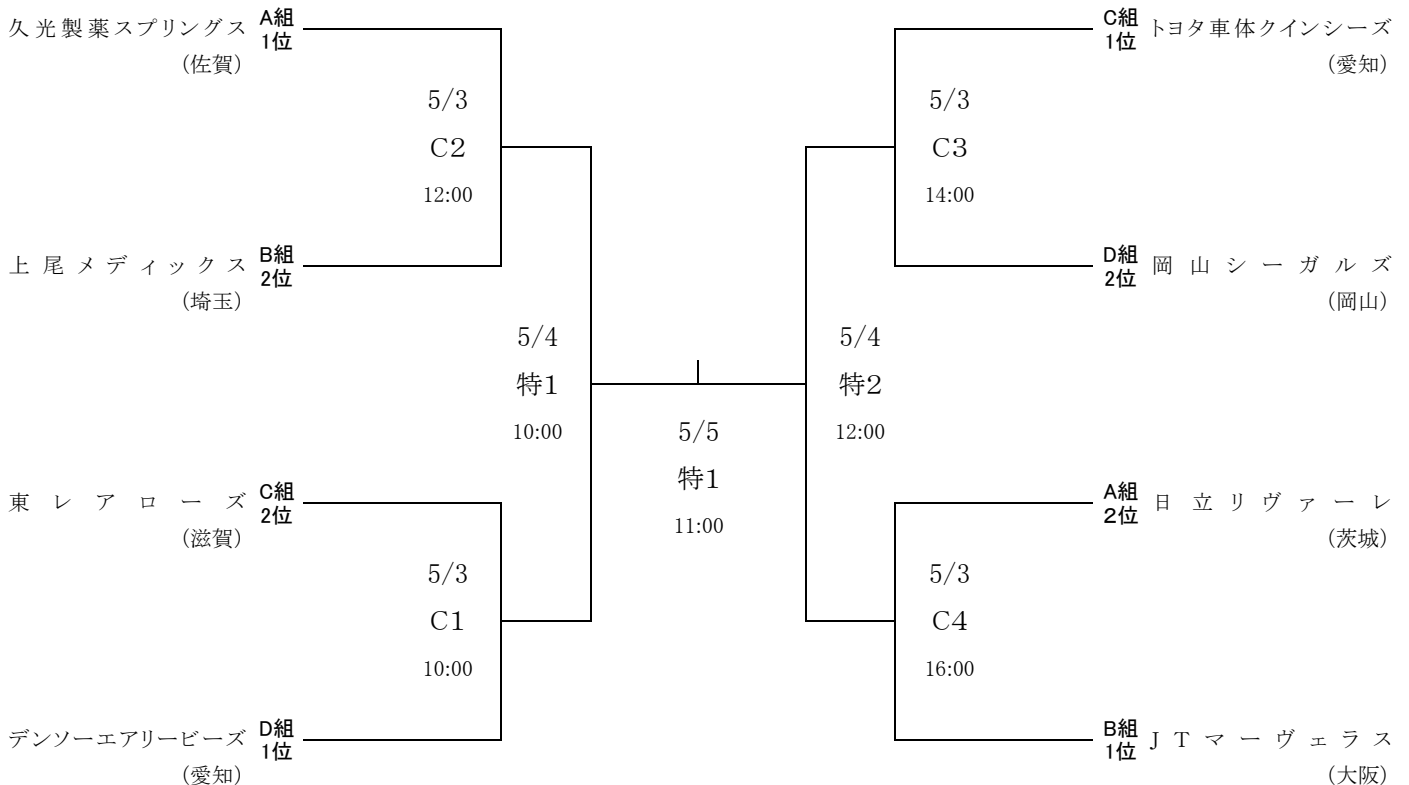 久光製薬スプリングス A組
1位
(佐賀)
5/3
C2
12:00
上尾メディックス B組
2位
(埼玉)
5/4
特1
10:00
東レアローズ C組
2位
(滋賀)
5/3
C1
10:00
デンソーエアリービーズ D組
1位
(愛知)
5/5
特1
11:00
C組 トヨタ車体クインシーズ
1位
(愛知)
5/3
C3
14:00
D組 岡山シーガルズ
2位
(岡山)
5/4
特2
12:00
A組 日立リヴァーレ
2位
(茨城)
5/3
C4
16:00
B組 JTマーヴェラス
1位
(大阪)